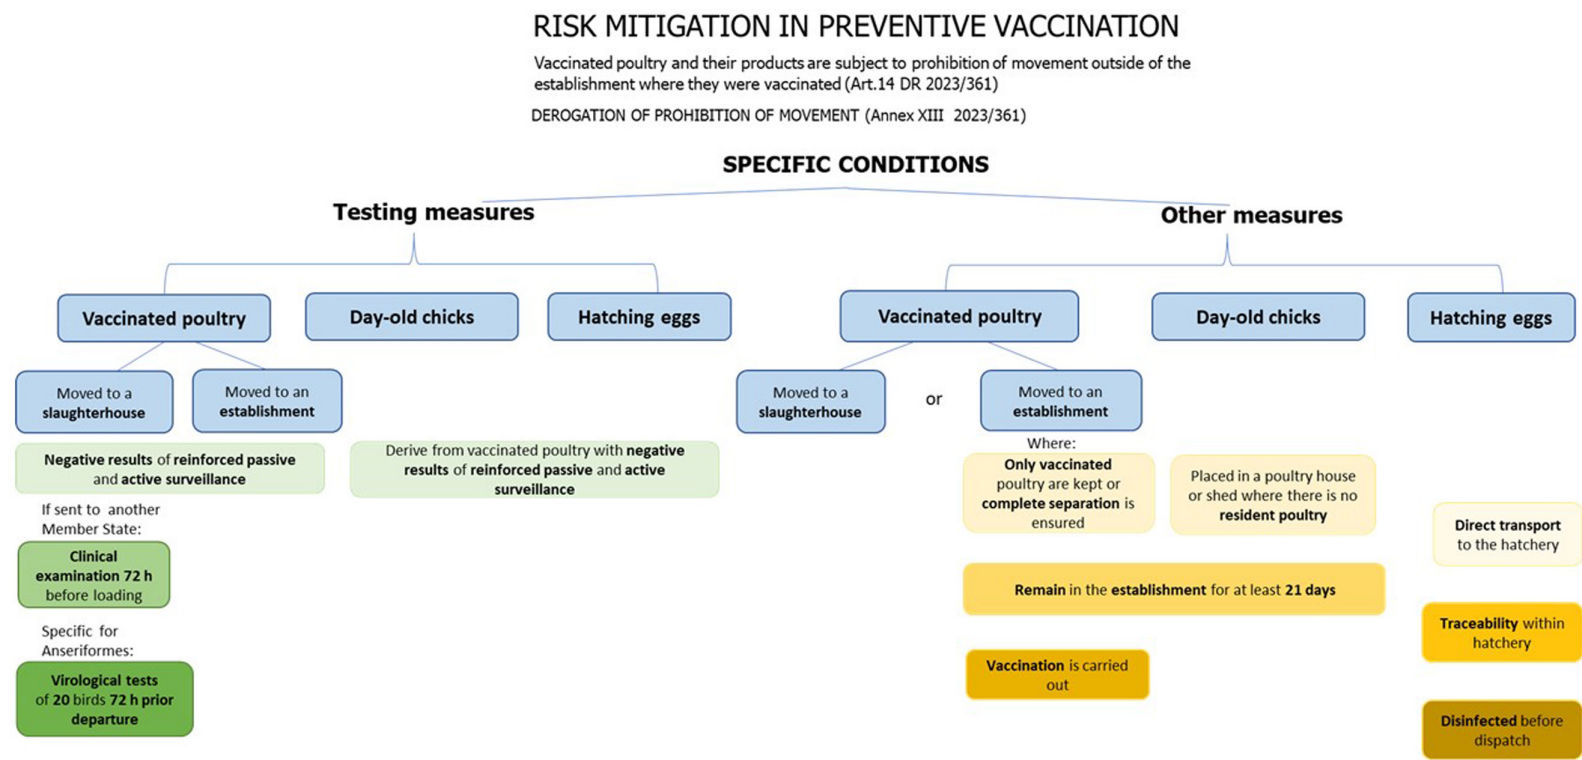 RISK MITIGATION IN PREVENTIVE VACCINATION
Vaccinated poultry and their products are subject to prohibition of movement outside of the
establishment where they were vaccinated (Art.14 DR 2023/361)
DEROGATION OF PROHIBITION OF MOVEMENT (Annex XIII 2023/361)
SPECIFIC CONDITIONS
Testing measures
Vaccinated poultry
Day-old chicks
Hatching eggs
Moved to a
slaughterhouse
Moved to an
establishment
Negative results of reinforced passive
and active surveillance
Derive from vaccinated poultry with negative
results of reinforced passive and active
surveillance
If sent to another
Member State:
Clinical
examination 72 h
before loading
Specific for
Anseriformes:
Virological tests
of 20 birds 72 h prior
departure
Other measures
Vaccinated poultry
Day-old chicks
Hatching eggs
Moved to a
slaughterhouse
or
Moved to an
establishment
Where:
Only vaccinated
poultry are kept or
complete separation is
ensured
Placed in a poultry house
or shed where there is no
resident poultry
Remain in the establishment for at least 21 days
Vaccination is carried
out
Direct transport
to the hatchery
Traceability within
hatchery
Disinfected before
dispatch